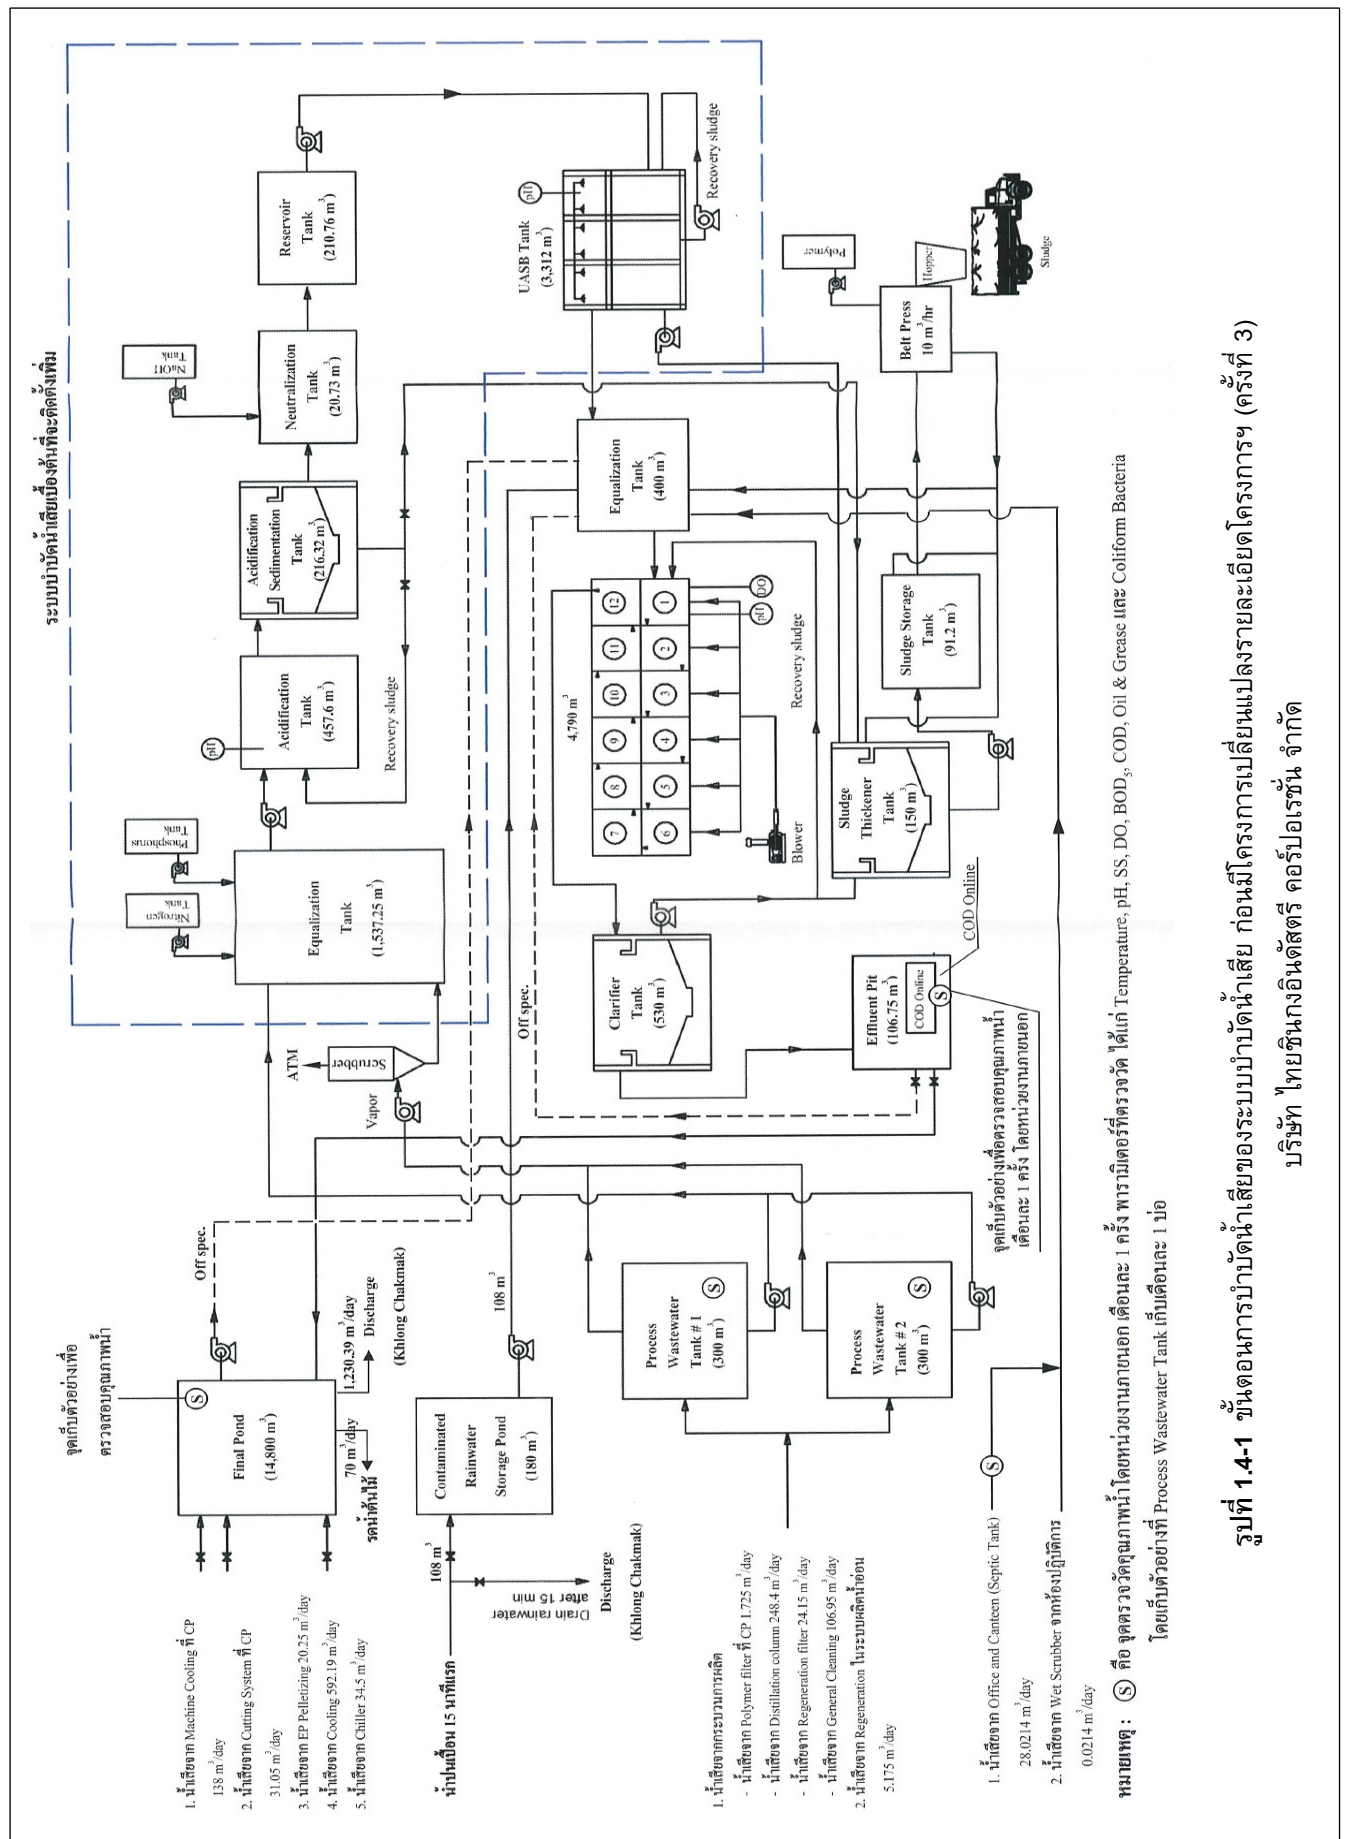 ระบบบำบัดน้ำเสียเบื้องต้นที่จะติดตั้งเพิ่ม
Nitrogen
Tank
Phosphorus
Tank
NaOH
Tank
Equalization
Tank
(1,537.25 m³)
pH
Acidification
Tank
(457.6 m³)
Acidification
Sedimentation
Tank
(216.32 m³)
Neutralization
Tank
(20.73 m³)
Reservoir
Tank
(210.76 m³)
Recovery sludge
UASB Tank
(3,312 m³)
pH
Recovery sludge
ATM
Scrubber
Vapor
จุดเก็บตัวอย่างเพื่อ
ตรวจสอบคุณภาพน้ำ
S
Off spec.
Final Pond
(14,800 m³)
70 m³/day
รดน้ำต้นไม้
1,230.39 m³/day
Discharge
(Khlong Chakmak)
1. น้ำเสียจาก Machine Cooling ที่ CP
138 m³/day
2. น้ำเสียจาก Cutting System ที่ CP
31.05 m³/day
3. น้ำเสียจาก EP Pelletizing 20.25 m³/day
4. น้ำเสียจาก Cooling 592.19 m³/day
5. น้ำเสียจาก Chiller 34.5 m³/day
น้ำปนเปื้อน 15 นาทีแรก
108 m³
Drain rainwater
after 15 min
Discharge
(Khlong Chakmak)
Contaminated
Rainwater
Storage Pond
(180 m³)
108 m³
Off spec.
Equalization
Tank
(400 m³)
4,790 m³
7 8 9 10 11 12
6 5 4 3 2 1
pH
DO
Blower
Recovery sludge
Clarifier
Tank
(530 m³)
Effluent Pit
(106.75 m³)
COD Online
S
COD Online
จุดเก็บตัวอย่างเพื่อตรวจสอบคุณภาพน้ำ
เดือนละ 1 ครั้ง โดยหน่วยงานภายนอก
Sludge
Thickener
Tank
(150 m³)
Sludge Storage
Tank
(91.2 m³)
Belt Press
10 m³/hr
Polymer
Hopper
Sludge
Process
Wastewater
Tank # 1
(300 m³)
S
Process
Wastewater
Tank # 2
(300 m³)
S
1. น้ำเสียจากกระบวนการผลิต
- น้ำเสียจาก Polymer filter ที่ CP 1.725 m³/day
- น้ำเสียจาก Distillation column 248.4 m³/day
- น้ำเสียจาก Regeneration filter 24.15 m³/day
- น้ำเสียจาก General Cleaning 106.95 m³/day
2. น้ำเสียจาก Regeneration ในระบบผลิตน้ำอ่อน
5.175 m³/day
1. น้ำเสียจาก Office and Canteen (Septic Tank)
28.0214 m³/day
S
2. น้ำเสียจาก Wet Scrubber จากห้องปฏิบัติการ
0.0214 m³/day
หมายเหตุ : S คือ จุดตรวจวัดคุณภาพน้ำโดยหน่วยงานภายนอก เดือนละ 1 ครั้ง พารามิเตอร์ที่ตรวจวัด ได้แก่ Temperature, pH, SS, DO, BOD₅, COD, Oil & Grease และ Coliform Bacteria
โดยเก็บตัวอย่างที่ Process Wastewater Tank เก็บเดือนละ 1 บ่อ
รูปที่ 1.4-1 ขั้นตอนการบำบัดน้ำเสียของระบบบำบัดน้ำเสีย ก่อนมีโครงการเปลี่ยนแปลงรายละเอียดโครงการฯ (ครั้งที่ 3)
บริษัท ไทยชินกงอินดัสตรี คอร์ปอเรชั่น จำกัด